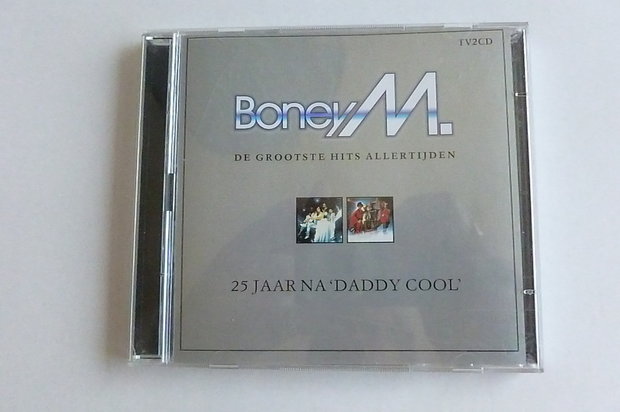 TV2CD
Boney M.
DE GROOTSTE HITS ALLERTIJDEN
25 JAAR NA 'DADDY COOL'